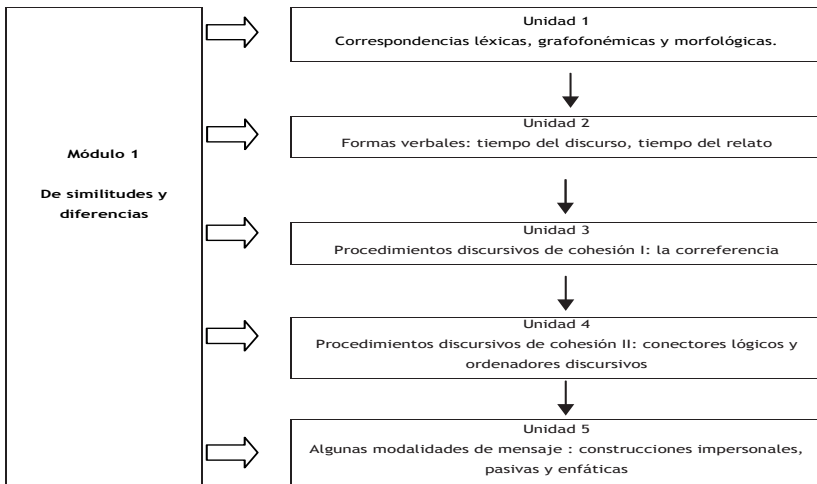 Módulo 1
De similitudes y
diferencias
Unidad 1
Correspondencias léxicas, grafofonémicas y morfológicas.
Unidad 2
Formas verbales: tiempo del discurso, tiempo del relato
Unidad 3
Procedimientos discursivos de cohesión I: la correferencia
Unidad 4
Procedimientos discursivos de cohesión II: conectores lógicos y
ordenadores discursivos
Unidad 5
Algunas modalidades de mensaje : construcciones impersonales,
pasivas y enfáticas